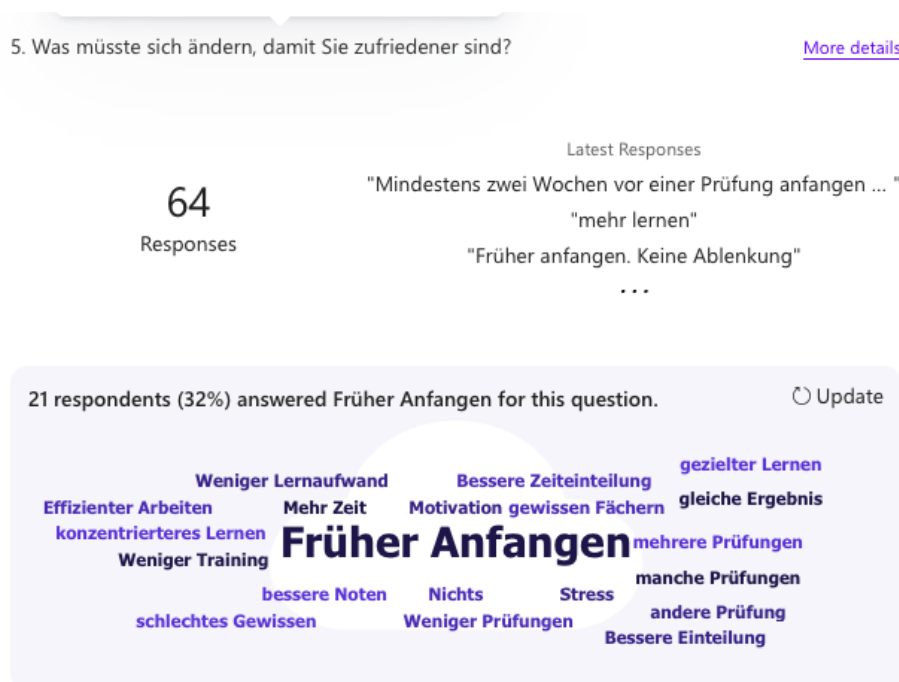 5. Was müsste sich ändern, damit Sie zufriedener sind?
More details
64
Responses
Latest Responses
"Mindestens zwei Wochen vor einer Prüfung anfangen ... "
"mehr lernen"
"Früher anfangen. Keine Ablenkung"
...
21 respondents (32%) answered Früher Anfangen for this question.
Update
gezielter Lernen
Weniger Lernaufwand
Bessere Zeiteinteilung
gleiche Ergebnis
Effizienter Arbeiten
Mehr Zeit
Motivation
gewissen Fächern
konzentrierteres Lernen
Früher Anfangen
mehrere Prüfungen
Weniger Training
manche Prüfungen
bessere Noten
Nichts
Stress
andere Prüfung
schlechtes Gewissen
Weniger Prüfungen
Bessere Einteilung